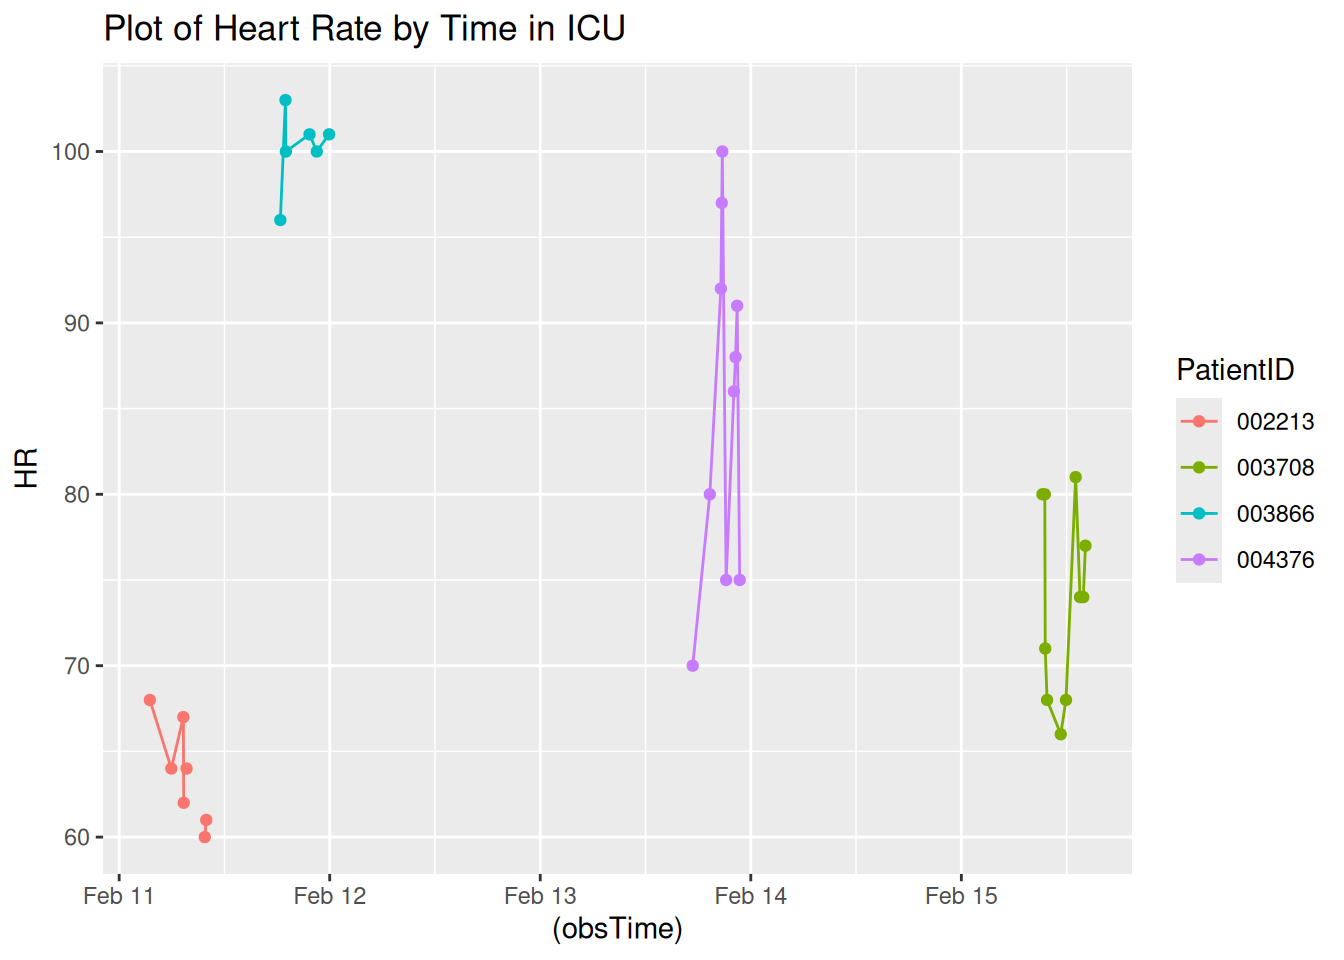 Plot of Heart Rate by Time in ICU
HR
100
90
80
70
60
Feb 11
Feb 12
Feb 13
Feb 14
Feb 15
(obsTime)
PatientID
002213
003708
003866
004376